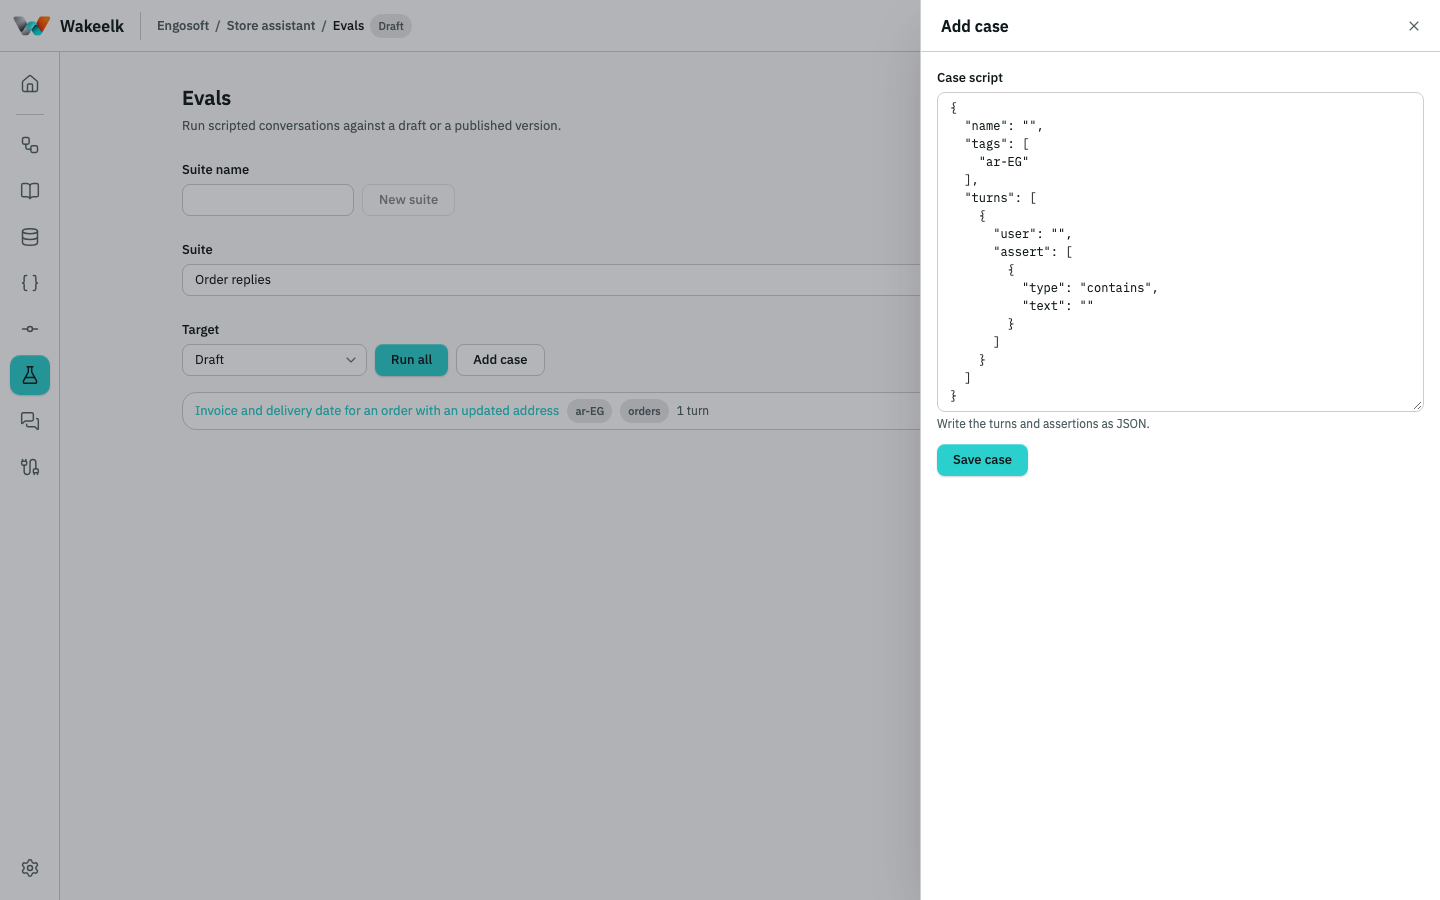 Wakeelk
Engosoft / Store assistant / Evals Draft
Evals
Run scripted conversations against a draft or a published version.
Suite name
New suite
Suite
Order replies
Target
Draft
Run all
Add case
Invoice and delivery date for an order with an updated address ar-EG orders 1 turn
Add case
Case script
{
  "name": "",
  "tags": [
    "ar-EG"
  ],
  "turns": [
    {
      "user": "",
      "assert": [
        {
          "type": "contains",
          "text": ""
        }
      ]
    }
  ]
}
Write the turns and assertions as JSON.
Save case